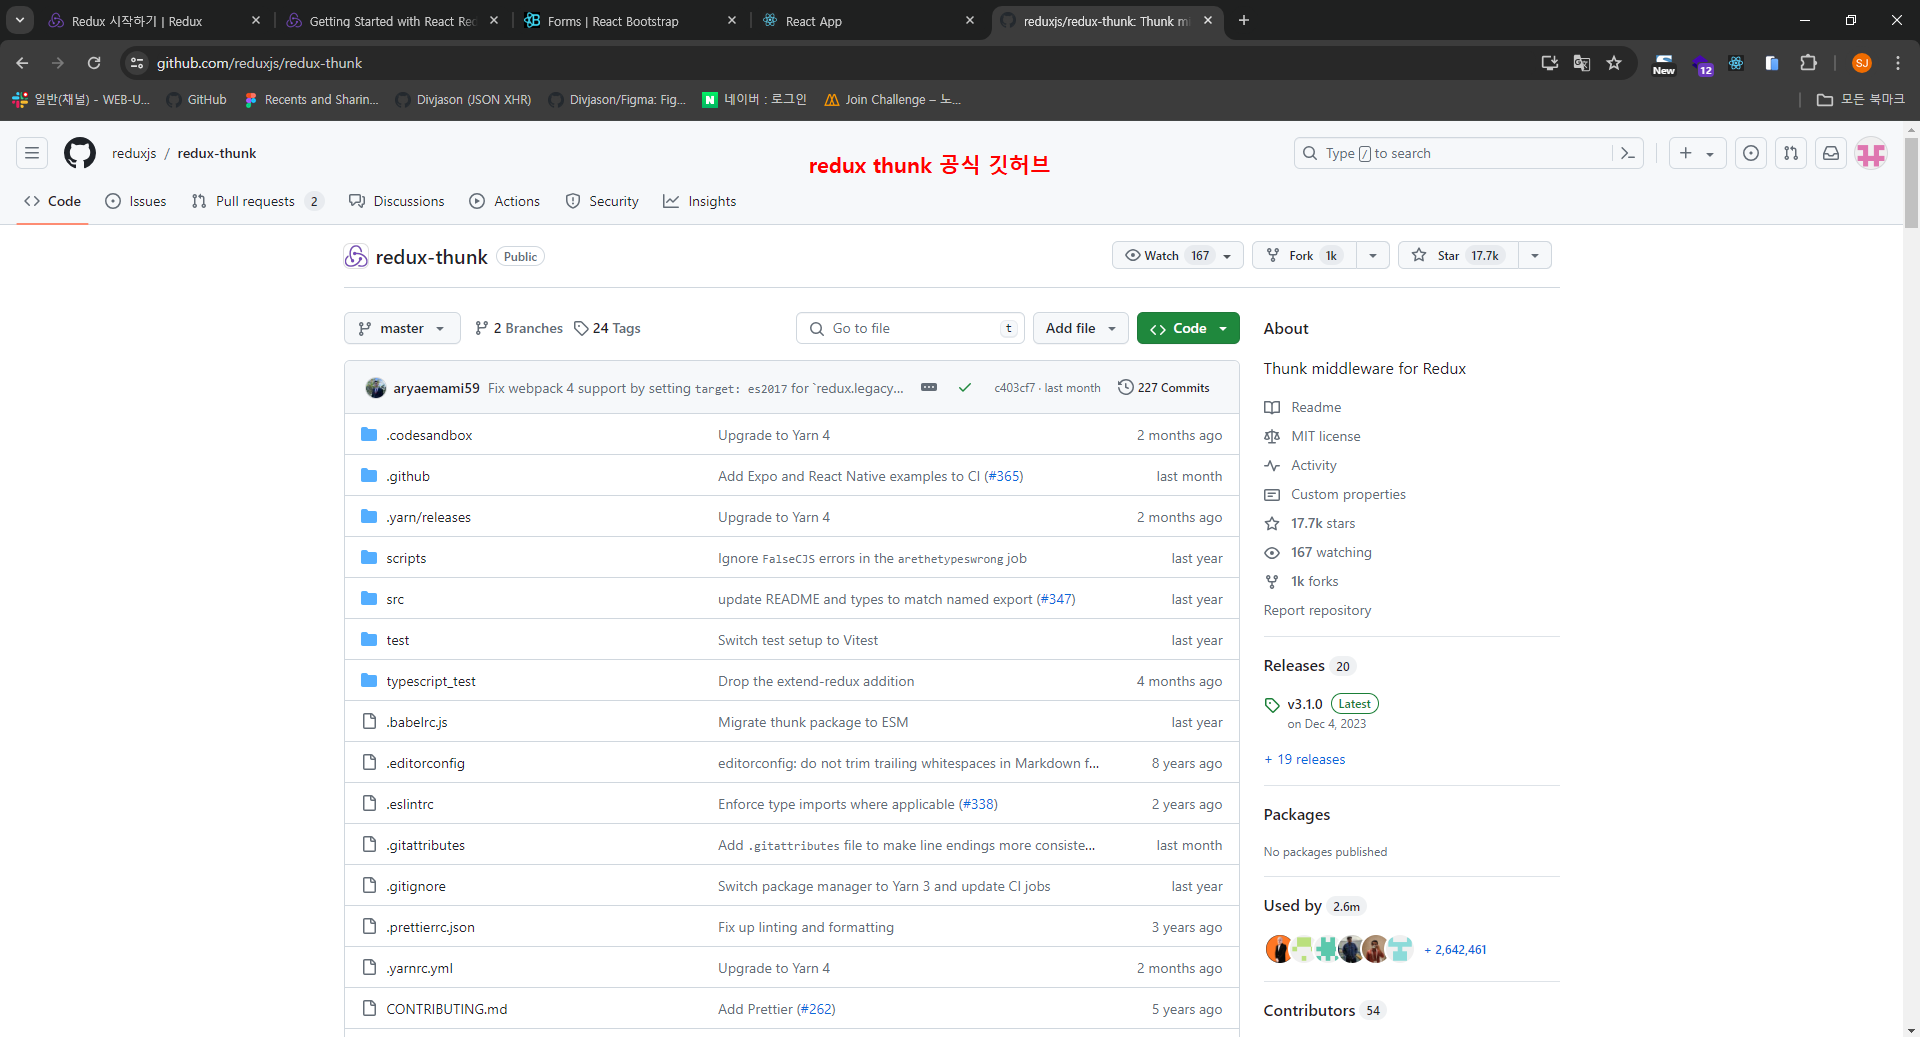 Redux 시작하기 | Redux
Getting Started with React Red
Forms | React Bootstrap
React App
reduxjs/redux-thunk: Thunk mi
github.com/reduxjs/redux-thunk
New
12
SJ
일반(채널) - WEB-U...
GitHub
Recents and Sharin...
Divjason (JSON XHR)
Divjason/Figma: Fig...
네이버 : 로그인
Join Challenge – 노...
모든 북마크
reduxjs / redux-thunk
redux thunk 공식 깃허브
Type / to search
Code
Issues
Pull requests 2
Discussions
Actions
Security
Insights
redux-thunk Public
Watch 167
Fork 1k
Star 17.7k
master
2 Branches
24 Tags
Go to file t
Add file
Code
aryaemami59 Fix webpack 4 support by setting target: es2017 for `redux.legacy... c403cf7 · last month 227 Commits
.codesandbox Upgrade to Yarn 4 2 months ago
.github Add Expo and React Native examples to CI (#365) last month
.yarn/releases Upgrade to Yarn 4 2 months ago
scripts Ignore FalseCJS errors in the arethetypeswrong job last year
src update README and types to match named export (#347) last year
test Switch test setup to Vitest last year
typescript_test Drop the extend-redux addition 4 months ago
.babelrc.js Migrate thunk package to ESM last year
.editorconfig editorconfig: do not trim trailing whitespaces in Markdown f... 8 years ago
.eslintrc Enforce type imports where applicable (#338) 2 years ago
.gitattributes Add .gitattributes file to make line endings more consiste... last month
.gitignore Switch package manager to Yarn 3 and update CI jobs last year
.prettierrc.json Fix up linting and formatting 3 years ago
.yarnrc.yml Upgrade to Yarn 4 2 months ago
CONTRIBUTING.md Add Prettier (#262) 5 years ago
About
Thunk middleware for Redux
Readme
MIT license
Activity
Custom properties
17.7k stars
167 watching
1k forks
Report repository
Releases 20
v3.1.0 Latest
on Dec 4, 2023
+ 19 releases
Packages
No packages published
Used by 2.6m
+ 2,642,461
Contributors 54